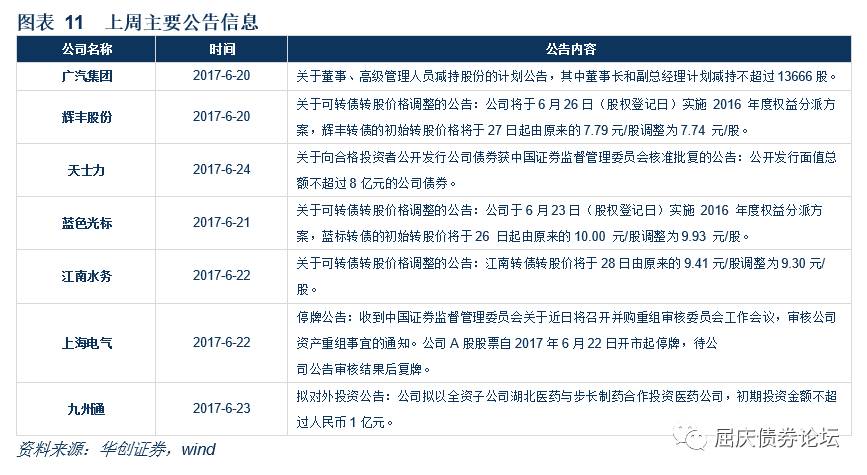 图表 11 上周主要公告信息
公司名称 时间 公告内容
广汽集团 2017-6-20 关于董事、高级管理人员减持股份的计划公告，其中董事长和副总经理计划减持不超过 13666 股。
辉丰股份 2017-6-20 关于可转债转股价格调整的公告：公司将于 6 月 26 日（股权登记日）实施 2016 年度权益分派方
案，辉丰转债的初始转股价格将于 27 日起由原来的 7.79 元/股调整为 7.74 元/股。
天士力 2017-6-24 关于向合格投资者公开发行公司债券获中国证券监督管理委员会核准批复的公告：公开发行面值总
额不超过 8 亿元的公司债券。
蓝色光标 2017-6-21 关于可转债转股价格调整的公告：公司于 6 月 23 日（股权登记日）实施 2016 年度权益分派方
案，蓝标转债的初始转股价将于 26 日起由原来的 10.00 元/股调整为 9.93 元/股。
江南水务 2017-6-22 关于可转债转股价格调整的公告：江南转债转股价将于 28 日由原来的 9.41 元/股调整为 9.30 元/
股。
上海电气 2017-6-22 停牌公告：收到中国证券监督管理委员会关于近日将召开并购重组审核委员会工作会议，审核公司
资产重组事宜的通知。公司 A 股股票自 2017 年 6 月 22 日开市起停牌，待公
司公告审核结果后复牌。
九州通 2017-6-23 拟对外投资公告：公司拟以全资子公司湖北医药与步长制药合作投资医药公司，初期投资金额不超
过人民币 1 亿元。
资料来源：华创证券，wind
屈庆债券论坛